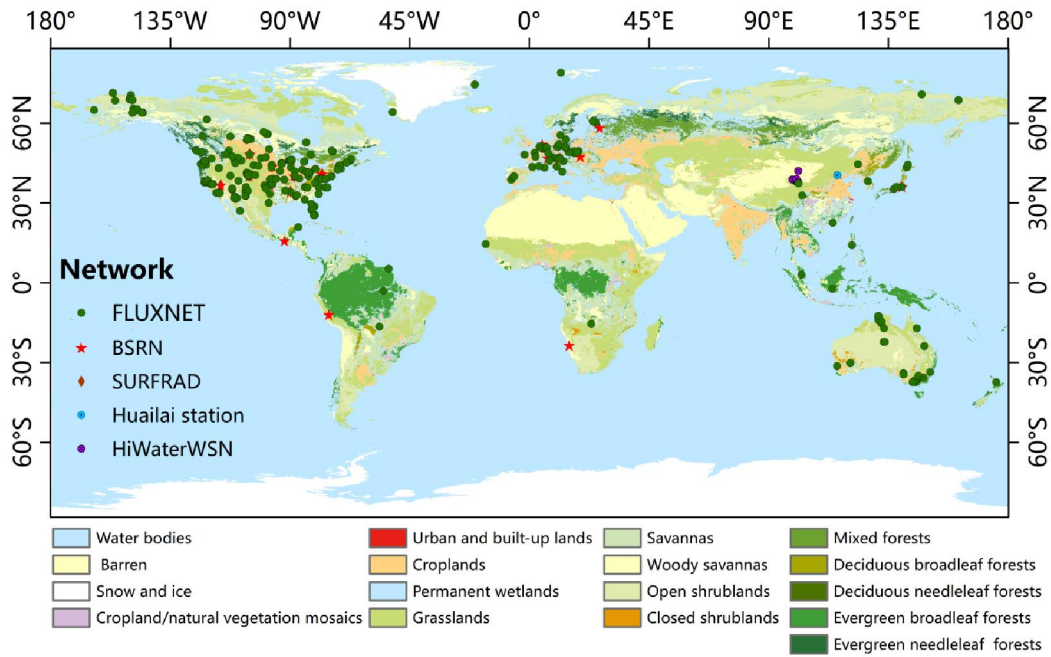 180° 135°W 90°W 45°W 0° 45°E 90°E 135°E 180°
60°N 60°N
30°N 30°N
0° 0°
30°S 30°S
60°S 60°S
Network
FLUXNET
BSRN
SURFRAD
Huailai station
HiWaterWSN
Water bodies Urban and built-up lands Savannas Mixed forests
Barren Croplands Woody savannas Deciduous broadleaf forests
Snow and ice Permanent wetlands Open shrublands Deciduous needleleaf forests
Cropland/natural vegetation mosaics Grasslands Closed shrublands Evergreen broadleaf forests
Evergreen needleleaf forests